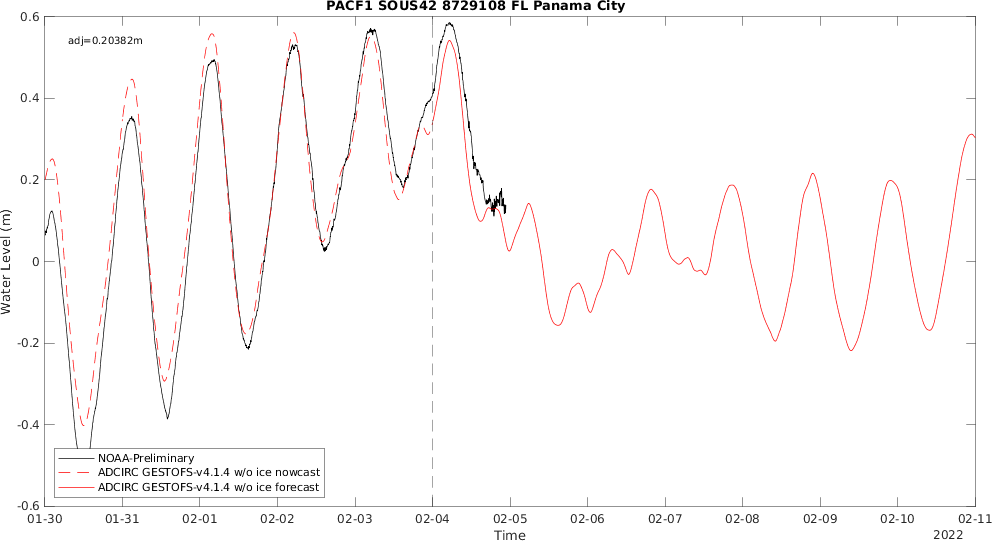 PACF1 SOUS42 8729108 FL Panama City
adj=0.20382m
0.6
0.4
0.2
0
-0.2
-0.4
-0.6
Water Level (m)
NOAA-Preliminary
ADCIRC GESTOFS-v4.1.4 w/o ice nowcast
ADCIRC GESTOFS-v4.1.4 w/o ice forecast
01-30 01-31 02-01 02-02 02-03 02-04 02-05 02-06 02-07 02-08 02-09 02-10 02-11
Time
2022